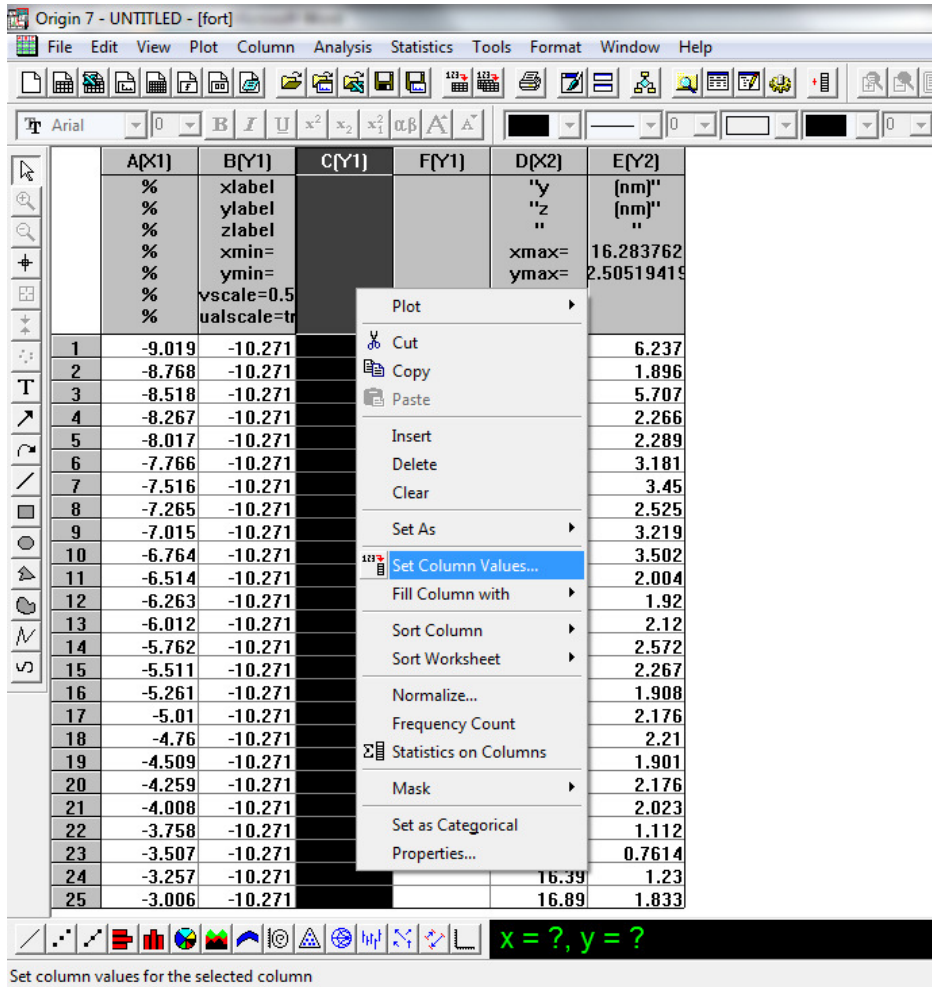 Origin 7 - UNTITLED - [fort]
File Edit View Plot Column Analysis Statistics Tools Format Window Help
Arial 0 B I U x² x₂ x₁² αβ A A 0 0
A(X1) B(Y1) C(Y1) F(Y1) D(X2) E(Y2)
% xlabel "y (nm)"
% ylabel "z (nm)"
% zlabel " "
% xmin= xmax= 16.283762
% ymin= ymax= 2.50519419
% vscale=0.5
% ualscale=tr
1 -9.019 -10.271 6.237
2 -8.768 -10.271 1.896
3 -8.518 -10.271 5.707
4 -8.267 -10.271 2.266
5 -8.017 -10.271 2.289
6 -7.766 -10.271 3.181
7 -7.516 -10.271 3.45
8 -7.265 -10.271 2.525
9 -7.015 -10.271 3.219
10 -6.764 -10.271 3.502
11 -6.514 -10.271 2.004
12 -6.263 -10.271 1.92
13 -6.012 -10.271 2.12
14 -5.762 -10.271 2.572
15 -5.511 -10.271 2.267
16 -5.261 -10.271 1.908
17 -5.01 -10.271 2.176
18 -4.76 -10.271 2.21
19 -4.509 -10.271 1.901
20 -4.259 -10.271 2.176
21 -4.008 -10.271 2.023
22 -3.758 -10.271 1.112
23 -3.507 -10.271 0.7614
24 -3.257 -10.271 16.39 1.23
25 -3.006 -10.271 16.89 1.833
Plot
Cut
Copy
Paste
Insert
Delete
Clear
Set As
Set Column Values...
Fill Column with
Sort Column
Sort Worksheet
Normalize...
Frequency Count
Statistics on Columns
Mask
Set as Categorical
Properties...
x = ?, y = ?
Set column values for the selected column